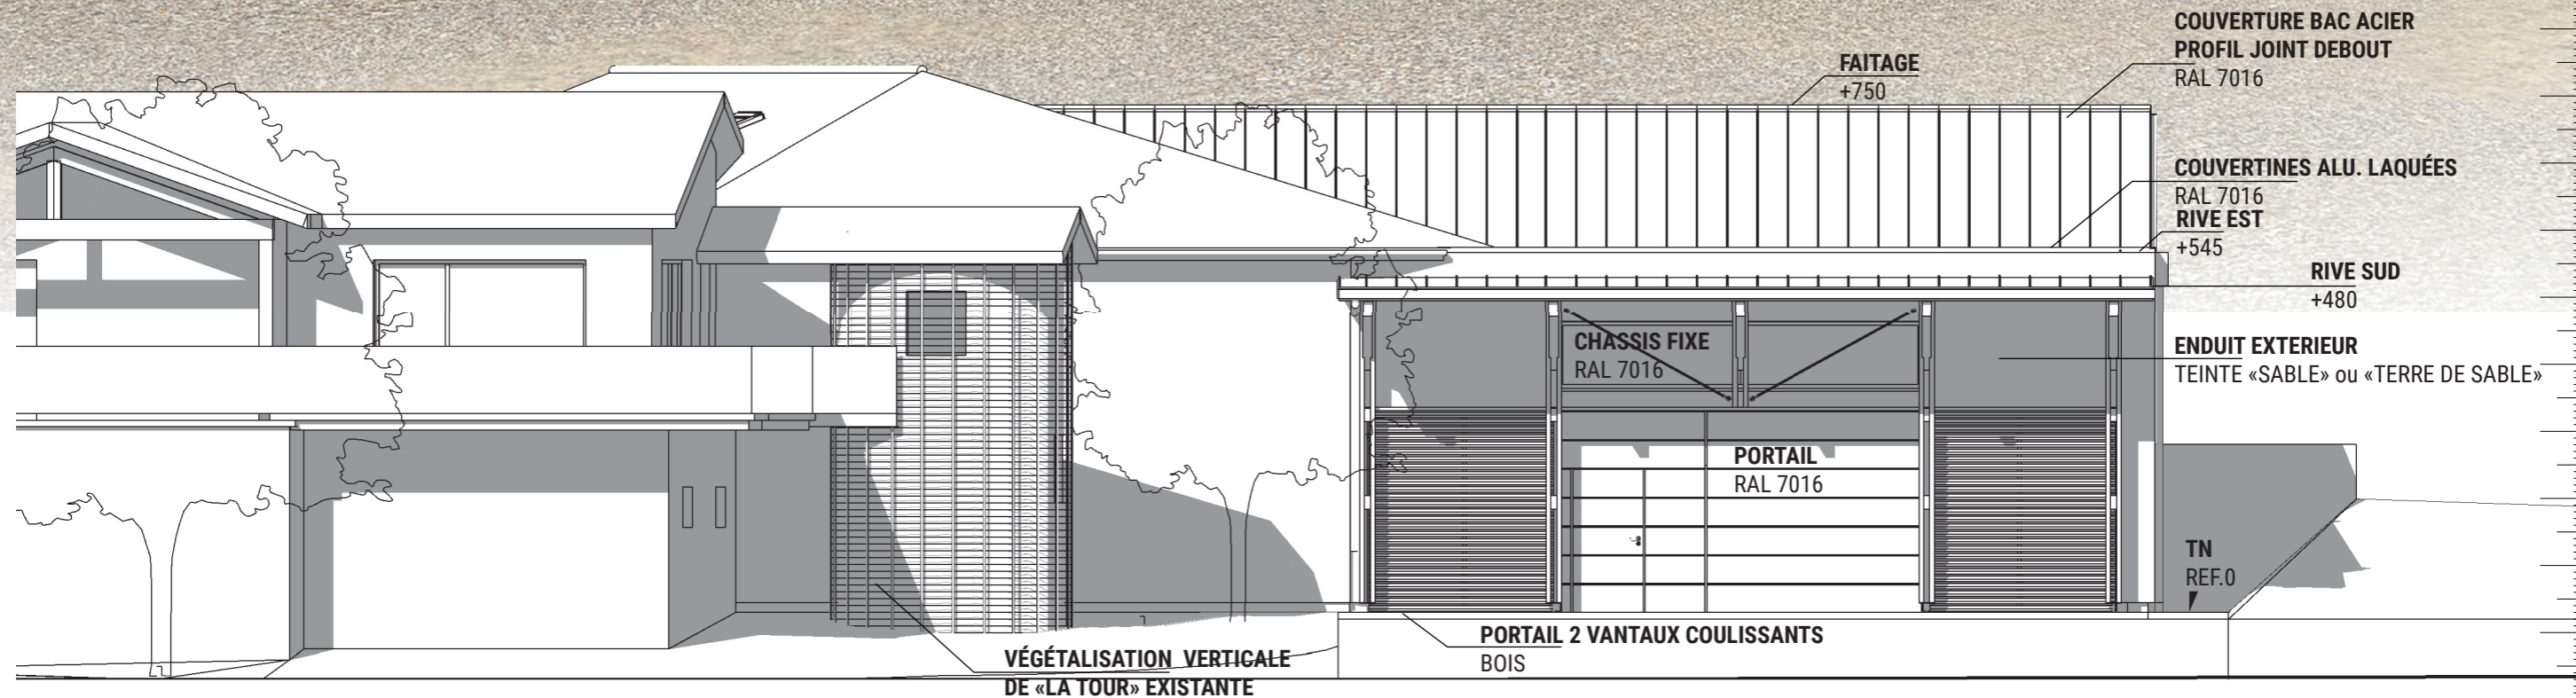 COUVERTURE BAC ACIER
PROFIL JOINT DEBOUT
RAL 7016
FAITAGE
+750
COUVERTINES ALU. LAQUÉES
RAL 7016
RIVE EST
+545
RIVE SUD
+480
CHASSIS FIXE
RAL 7016
ENDUIT EXTERIEUR
TEINTE «SABLE» ou «TERRE DE SABLE»
PORTAIL
RAL 7016
TN
REF.0
PORTAIL 2 VANTAUX COULISSANTS
BOIS
VÉGÉTALISATION VERTICALE
DE «LA TOUR» EXISTANTE